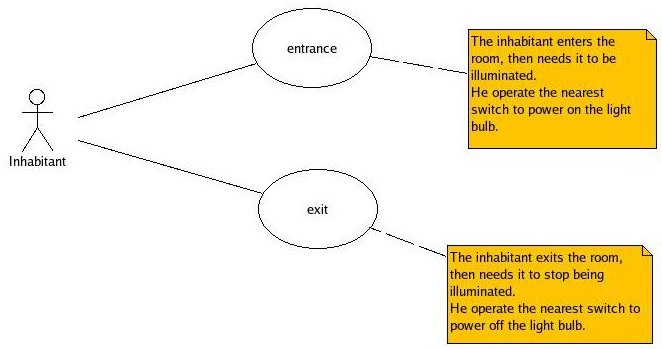 entrance
The inhabitant enters the
room, then needs it to be
illuminated.
He operate the nearest
switch to power on the light
bulb.
Inhabitant
exit
The inhabitant exits the room,
then needs it to stop being
illuminated.
He operate the nearest switch to
power off the light bulb.